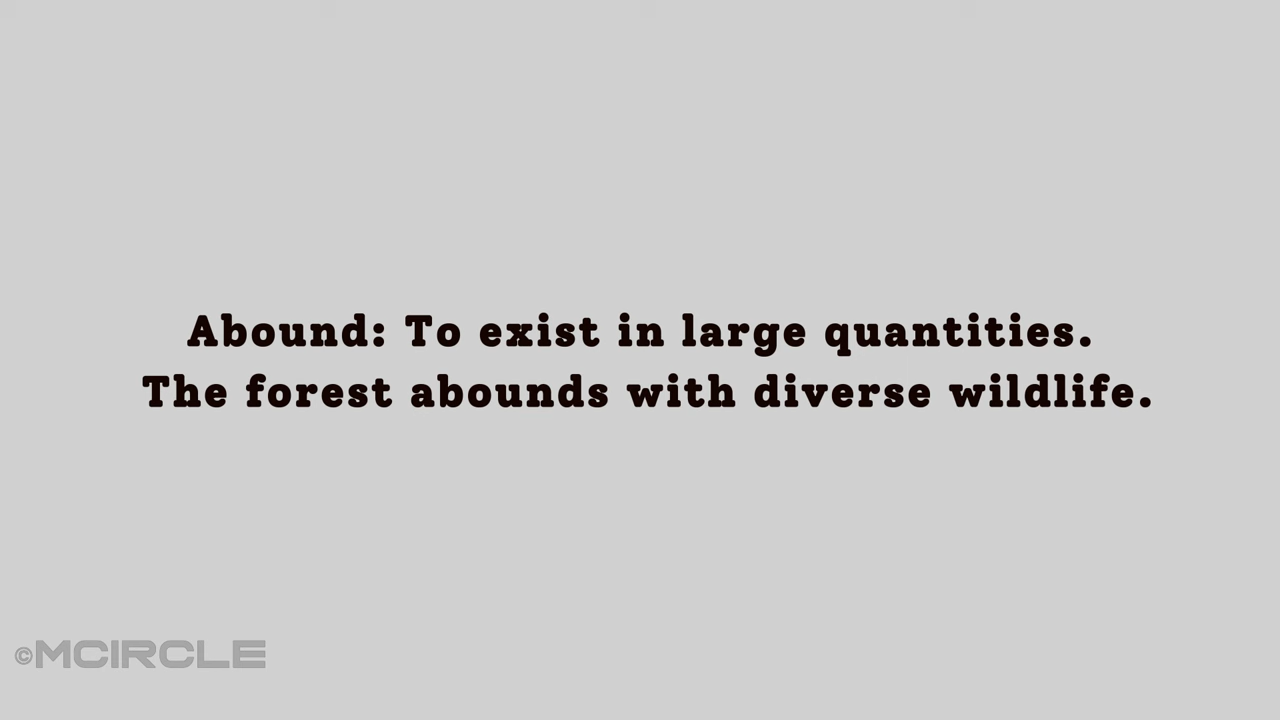 Abound: To exist in large quantities.
The forest abounds with diverse wildlife.
©MCIRCLE